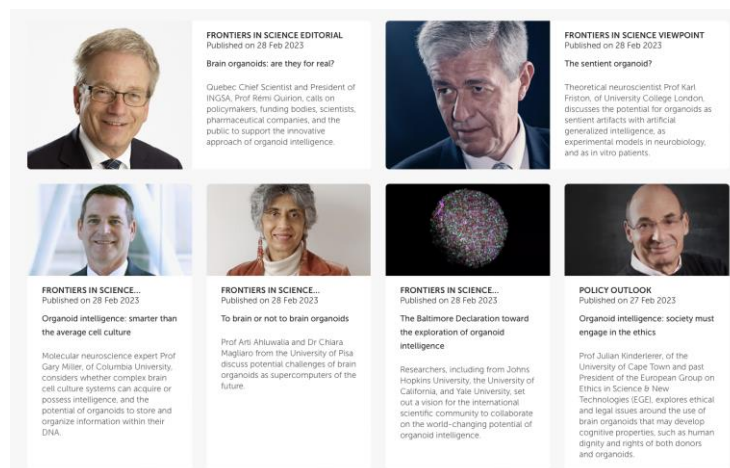 FRONTIERS IN SCIENCE EDITORIAL
Published on 28 Feb 2023
Brain organoids: are they for real?
Quebec Chief Scientist and President of
INGSA, Prof Rémi Quirion, calls on
policymakers, funding bodies, scientists,
pharmaceutical companies, and the
public to support the innovative
approach of organoid intelligence.
FRONTIERS IN SCIENCE VIEWPOINT
Published on 28 Feb 2023
The sentient organoid?
Theoretical neuroscientist Prof Karl
Friston, of University College London,
discusses the potential for organoids as
sentient artifacts with artificial
generalized intelligence, as
experimental models in neurobiology,
and as in vitro patients.
FRONTIERS IN SCIENCE...
Published on 28 Feb 2023
Organoid intelligence: smarter than
the average cell culture
Molecular neuroscience expert Prof
Gary Miller, of Columbia University,
considers whether complex brain
cell culture systems can acquire or
possess intelligence, and the
potential of organoids to store and
organize information within their
DNA.
FRONTIERS IN SCIENCE...
Published on 28 Feb 2023
To brain or not to brain organoids
Prof Arti Ahluwalia and Dr Chiara
Magliaro from the University of Pisa
discuss potential challenges of brain
organoids as supercomputers of the
future.
FRONTIERS IN SCIENCE...
Published on 28 Feb 2023
The Baltimore Declaration toward
the exploration of organoid
intelligence
Researchers, including from Johns
Hopkins University, the University of
California, and Yale University, set
out a vision for the international
scientific community to collaborate
on the world-changing potential of
organoid intelligence.
POLICY OUTLOOK
Published on 27 Feb 2023
Organoid intelligence: society must
engage in the ethics
Prof Julian Kinderlerer, of the
University of Cape Town and past
President of the European Group on
Ethics in Science & New
Technologies (EGE), explores ethical
and legal issues around the use of
brain organoids that may develop
cognitive properties, such as human
dignity and rights of both donors
and organoids.